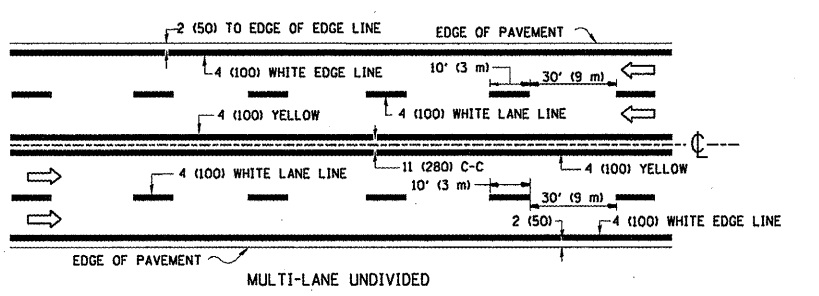 2 (50) TO EDGE OF EDGE LINE
EDGE OF PAVEMENT
4 (100) WHITE EDGE LINE
10' (3 m)
30' (9 m)
4 (100) YELLOW
4 (100) WHITE LANE LINE
CL
4 (100) WHITE LANE LINE
11 (280) C-C
4 (100) YELLOW
10' (3 m)
30' (9 m)
2 (50)
4 (100) WHITE EDGE LINE
EDGE OF PAVEMENT
MULTI-LANE UNDIVIDED